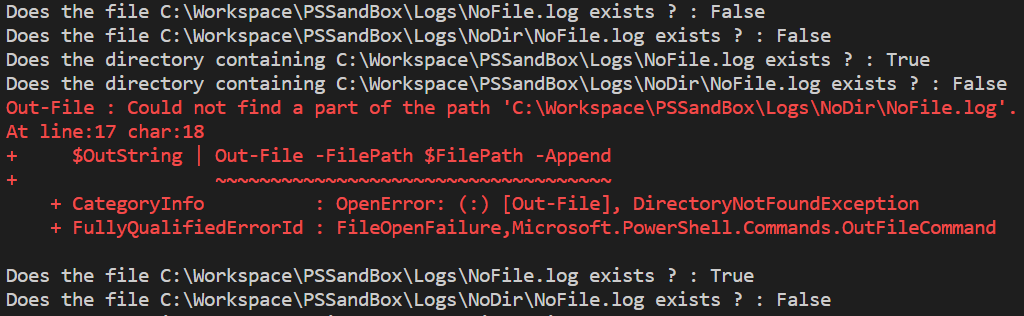 Does the file C:\Workspace\PSSandBox\Logs\NoFile.log exists ? : False
Does the file C:\Workspace\PSSandBox\Logs\NoDir\NoFile.log exists ? : False
Does the directory containing C:\Workspace\PSSandBox\Logs\NoFile.log exists ? : True
Does the directory containing C:\Workspace\PSSandBox\Logs\NoDir\NoFile.log exists ? : False
Out-File : Could not find a part of the path 'C:\Workspace\PSSandBox\Logs\NoDir\NoFile.log'.
At line:17 char:18
+     $OutString | Out-File -FilePath $FilePath -Append
+                  ~~~~~~~~~~~~~~~~~~~~~~~~~~~~~~~~~~~~
    + CategoryInfo          : OpenError: (:) [Out-File], DirectoryNotFoundException
    + FullyQualifiedErrorId : FileOpenFailure,Microsoft.PowerShell.Commands.OutFileCommand
Does the file C:\Workspace\PSSandBox\Logs\NoFile.log exists ? : True
Does the file C:\Workspace\PSSandBox\Logs\NoDir\NoFile.log exists ? : False